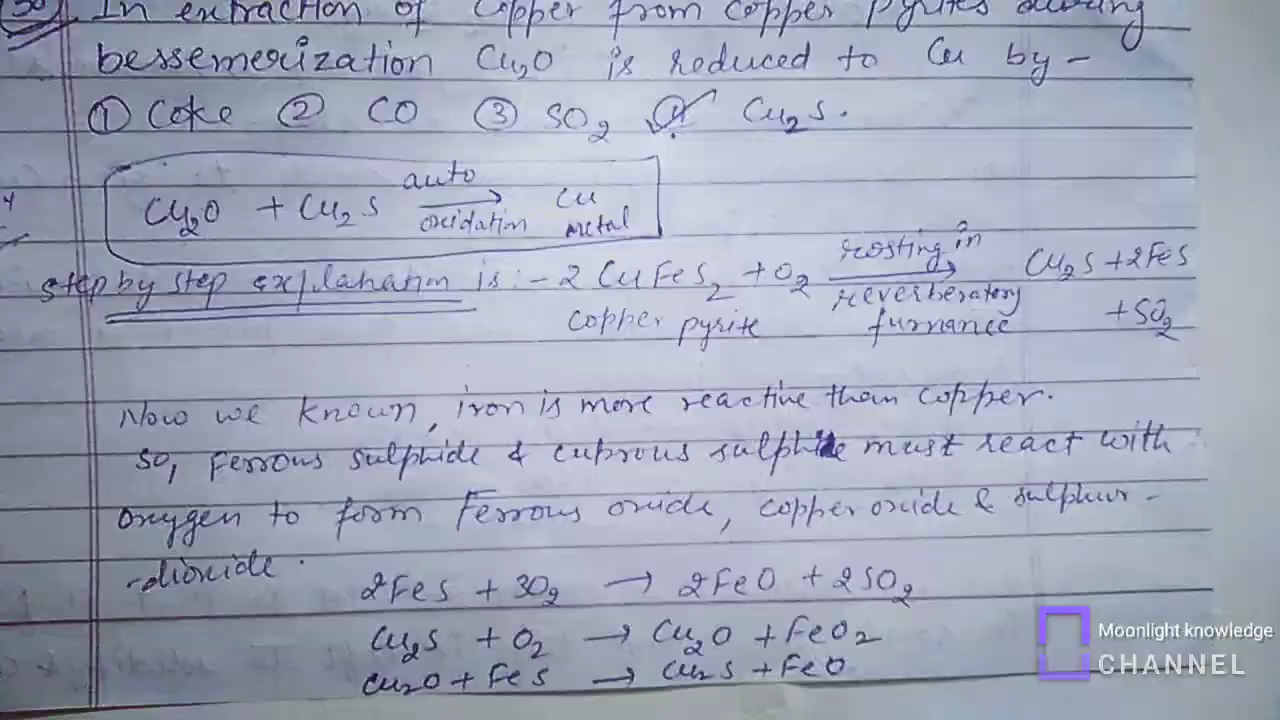 30 In extraction of Copper from Copper Pyrites during
bessemerization Cu2O is reduced to Cu by -
① Coke ② CO ③ SO2 ④ Cu2S.
Cu2O + Cu2S auto oxidation → Cu metal
step by step explanation is :- 2 CuFeS2 + O2 rosting in reverberatory furnance → Cu2S + 2FeS + SO2
copper pyrite
Now we known, iron is more reactive than copper.
so, Ferrous sulphide & cuprous sulphide must react with
oxygen to form Ferrous oxide, copper oxide & sulphur-
-dioxide.
2FeS + 3O2 → 2FeO + 2SO2
Cu2S + O2 → Cu2O + FeO2
Cu2O + FeS → Cu2S + FeO
Moonlight knowledge
CHANNEL